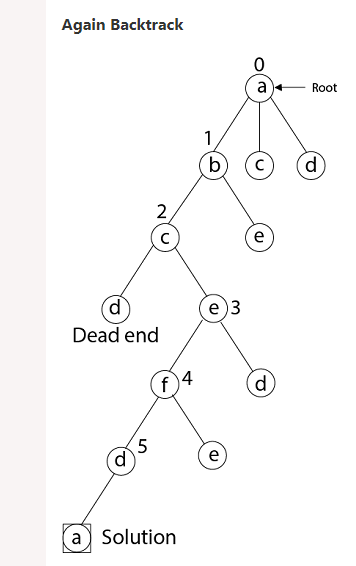 Again Backtrack
0
a Root
1
b c d
2
c e
d e 3
Dead end
f 4 d
d 5 e
a Solution